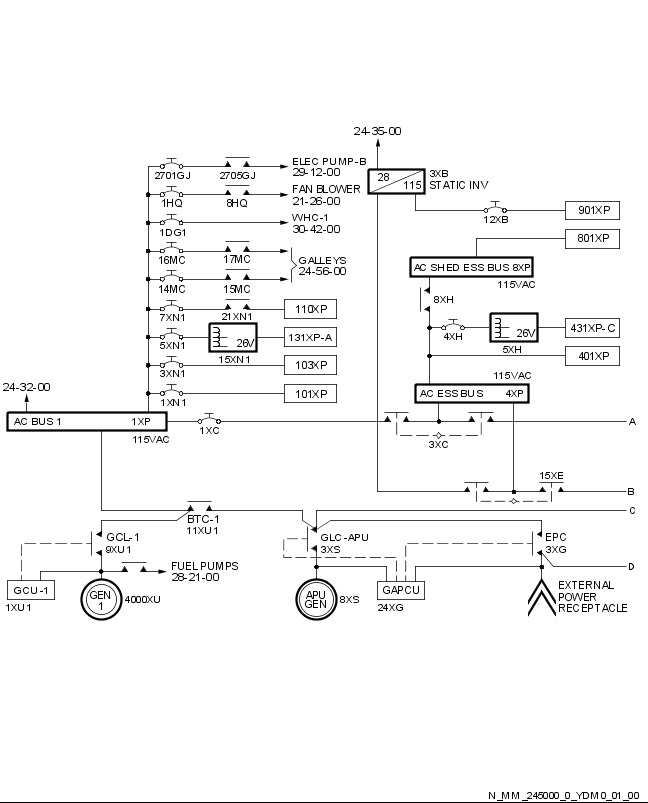 24-35-00
28
115
3XB
STATIC INV
ELEC PUMP-B
29-12-00
2701GJ
2705GJ
FAN BLOWER
21-26-00
1HQ
8HQ
WHC-1
30-42-00
1DG1
16MC
17MC
GALLEYS
24-56-00
14MC
15MC
7XN1
21XN1
110XP
5XN1
26V
15XN1
131XP-A
3XN1
103XP
1XN1
101XP
12XB
901XP
801XP
AC SHED ESS BUS 8XP
115VAC
8XH
4XH
26V
5XH
431XP-C
401XP
115VAC
AC ESS BUS 4XP
24-32-00
AC BUS 1 1XP
115VAC
1XC
3XC
A
15XE
B
C
BTC-1
11XU1
GCL-1
9XU1
GLC-APU
3XS
EPC
3XG
D
FUEL PUMPS
28-21-00
GCU-1
1XU1
GEN
1
4000XU
APU
GEN
8XS
GAPCU
24XG
EXTERNAL
POWER
RECEPTACLE
N_MM_245000_0_YDM0_01_00